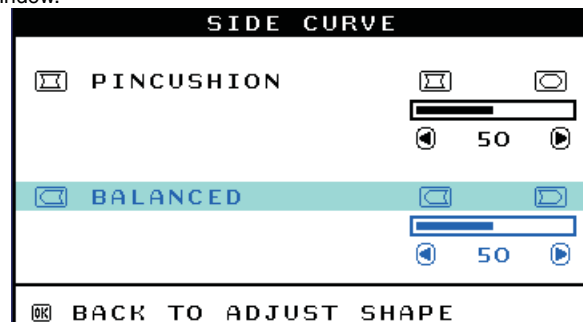 SIDE CURVE
PINCUSHION
50
BALANCED
50
OK BACK TO ADJUST SHAPE